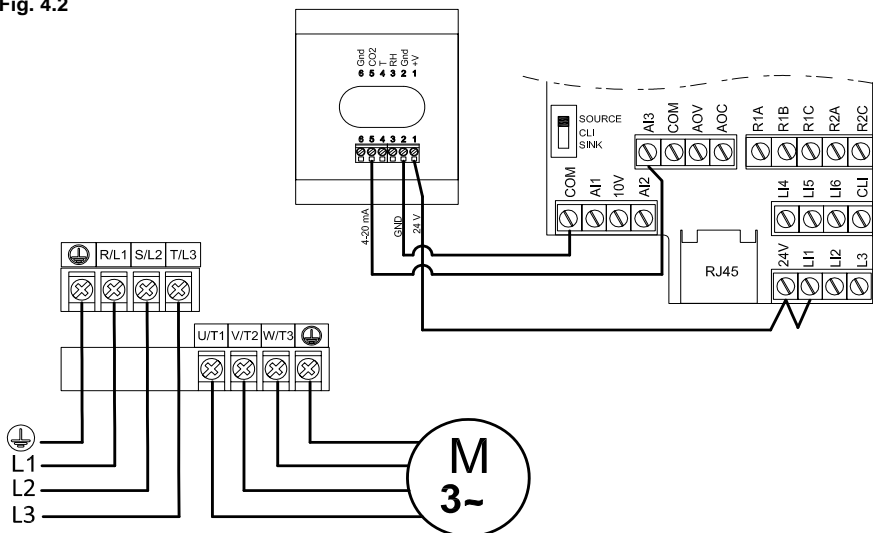 Fig. 4.2
Gnd CO2 T RH Gnd +V
6 5 4 3 2 1
6 5 4 3 2 1
4-20 mA GND 24 V
SOURCE
CLI
SINK
AI3 COM AOV AOC
R1A R1B R1C R2A R2C
COM AI1 10V AI2
LI4 LI5 LI6 CLI
RJ45
24V LI1 LI2 L3
R/L1 S/L2 T/L3
U/T1 V/T2 W/T3
L1
L2
L3
M
3~